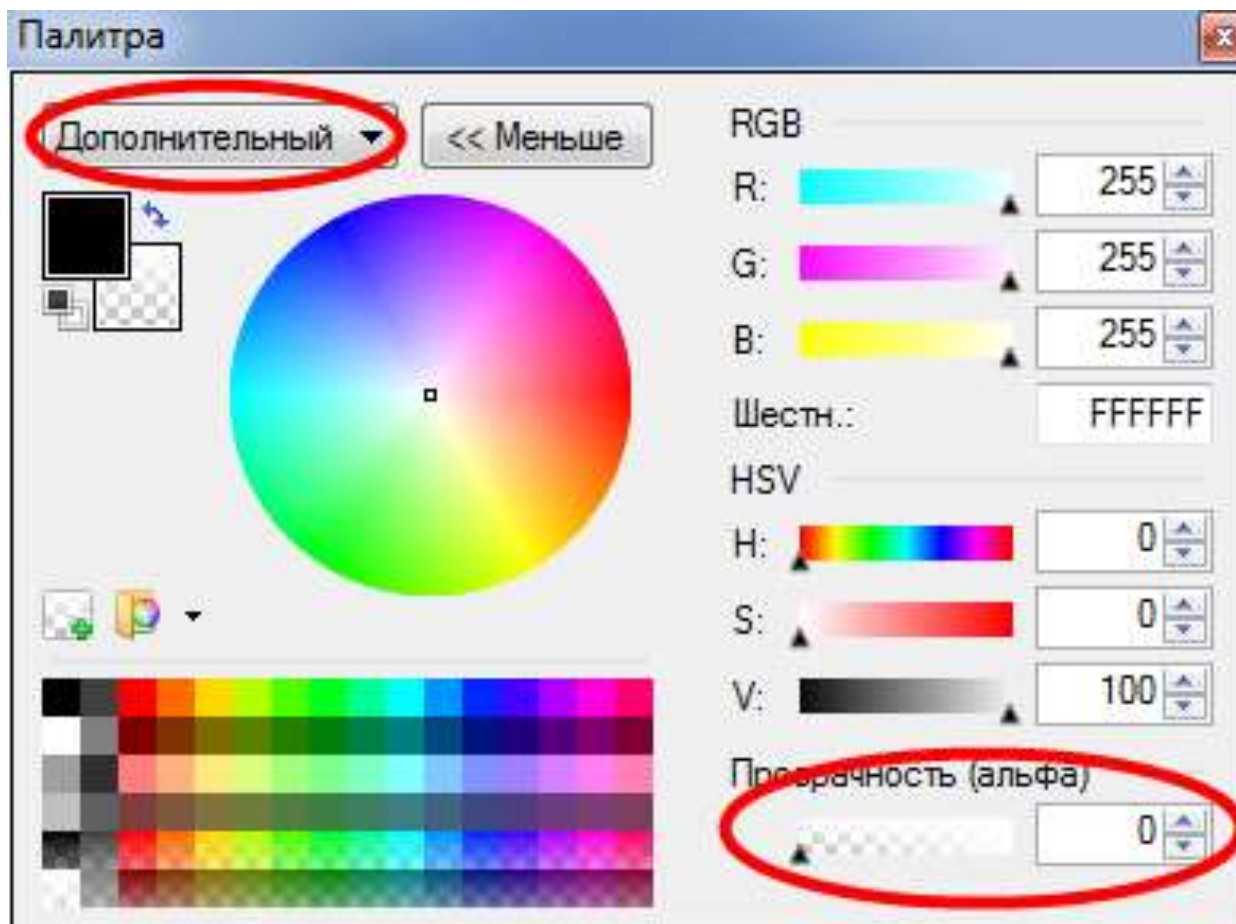 Палитра
Дополнительный
<< Меньше
RGB
R: 255
G: 255
B: 255
Шестн.: FFFFFF
HSV
H: 0
S: 0
V: 100
Прозрачность (альфа)
0